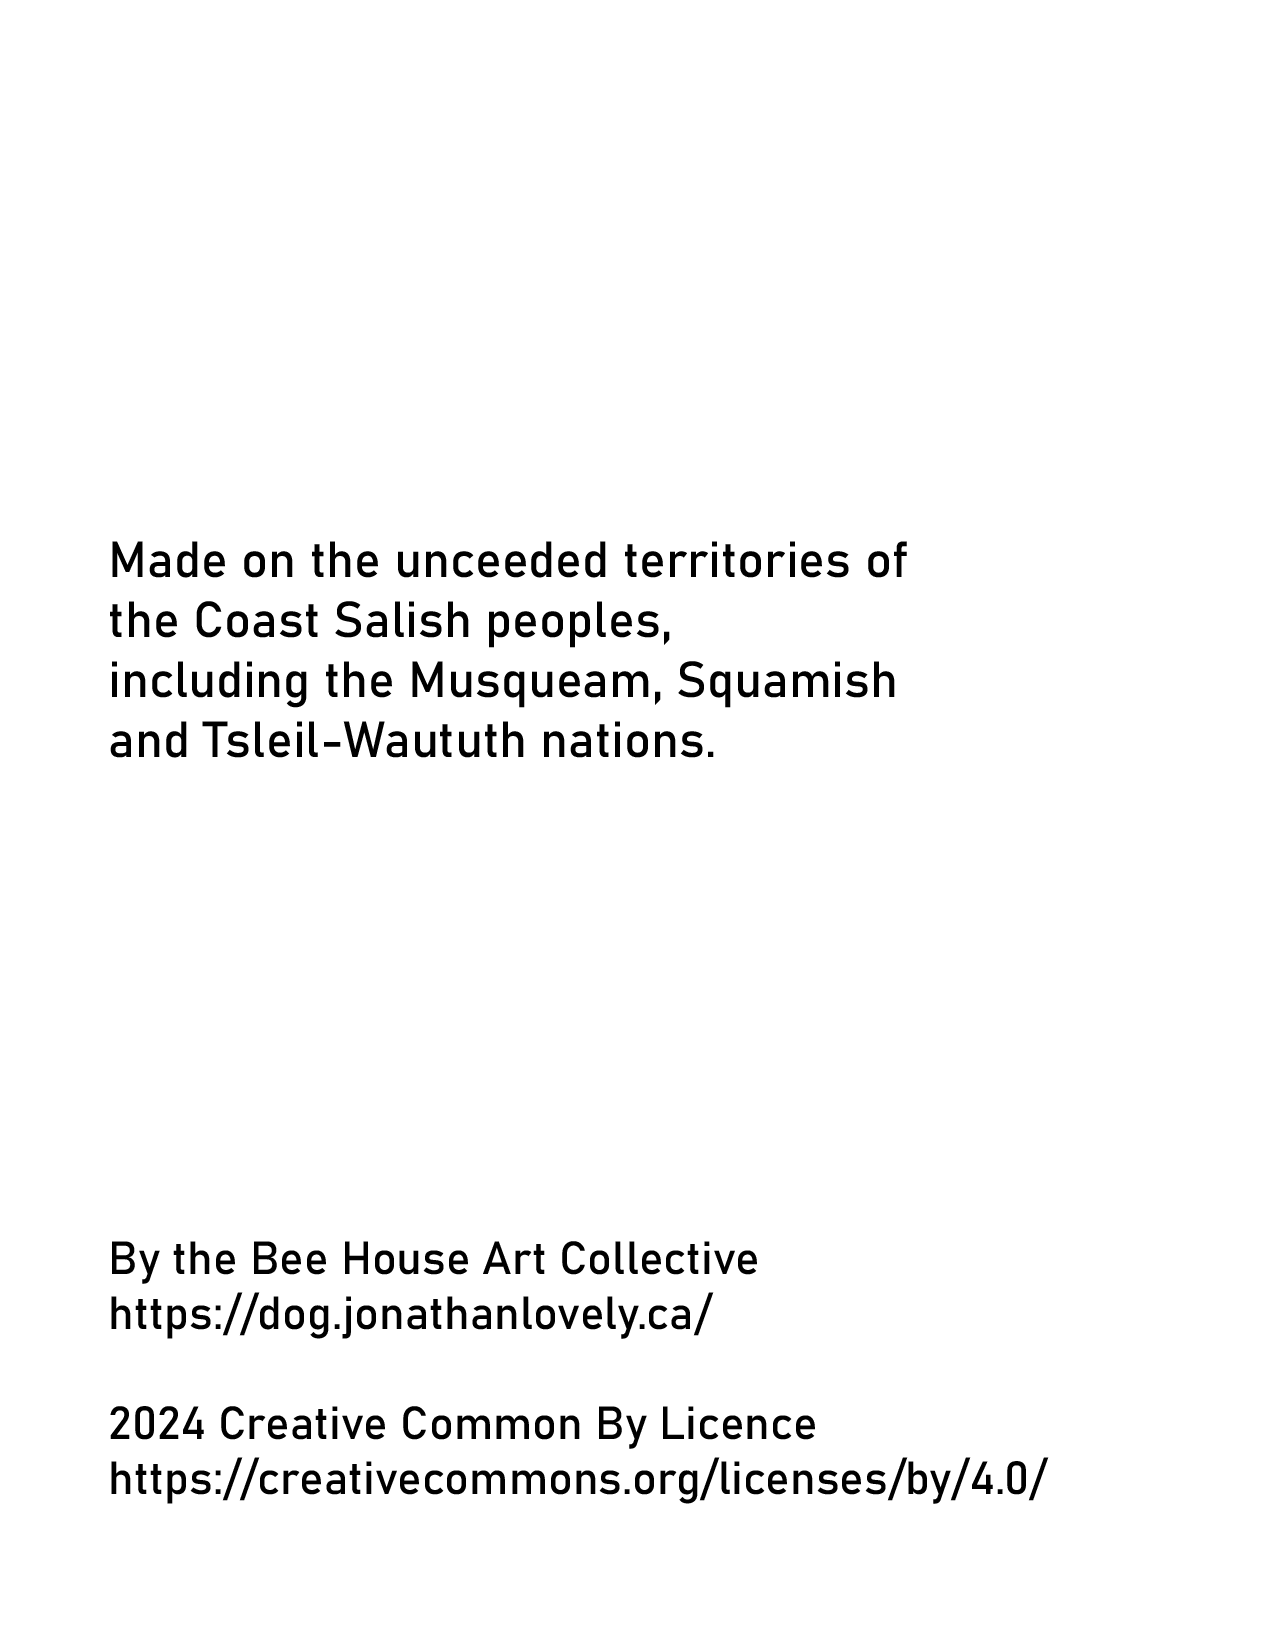 Made on the unceeded territories of
the Coast Salish peoples,
including the Musqueam, Squamish
and Tsleil-Waututh nations.
By the Bee House Art Collective
https://dog.jonathanlovely.ca/
2024 Creative Common By Licence
https://creativecommons.org/licenses/by/4.0/